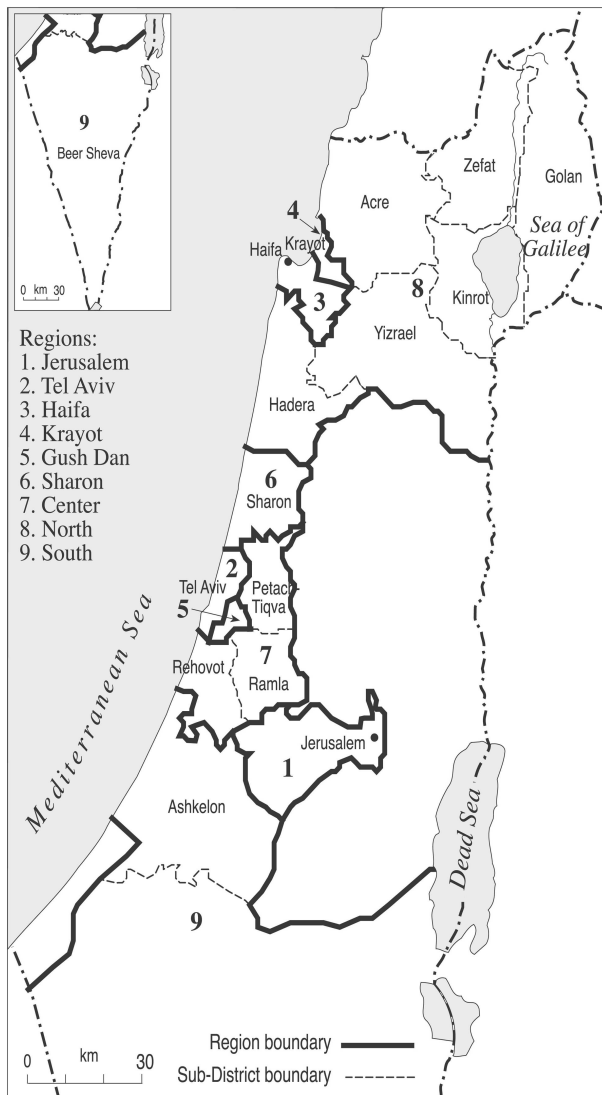 9
Beer Sheva
0 km 30
Zefat
Golan
Acre
4
Sea of
Galilee
Krayot
Haifa
8
3
Kinrot
Yizrael
Regions:
1. Jerusalem
2. Tel Aviv
3. Haifa
4. Krayot
5. Gush Dan
6. Sharon
7. Center
8. North
9. South
Hadera
6
Sharon
2
Tel Aviv
Petach-
Tiqva
5
7
Rehovot
Ramla
Mediterranean Sea
Jerusalem
1
Ashkelon
Dead Sea
9
Region boundary
km
0 30
Sub-District boundary